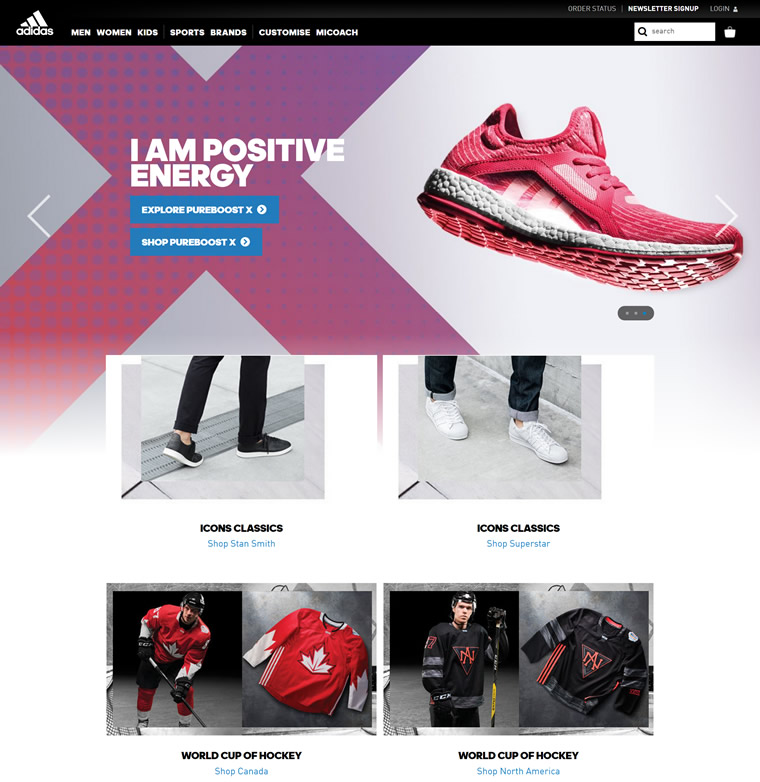 ORDER STATUS | NEWSLETTER SIGNUP LOGIN
adidas
MEN WOMEN KIDS SPORTS BRANDS CUSTOMISE MICOACH
search
I AM POSITIVE
ENERGY
EXPLORE PUREBOOST X
SHOP PUREBOOST X
ICONS CLASSICS
Shop Stan Smith
ICONS CLASSICS
Shop Superstar
WORLD CUP OF HOCKEY
Shop Canada
WORLD CUP OF HOCKEY
Shop North America